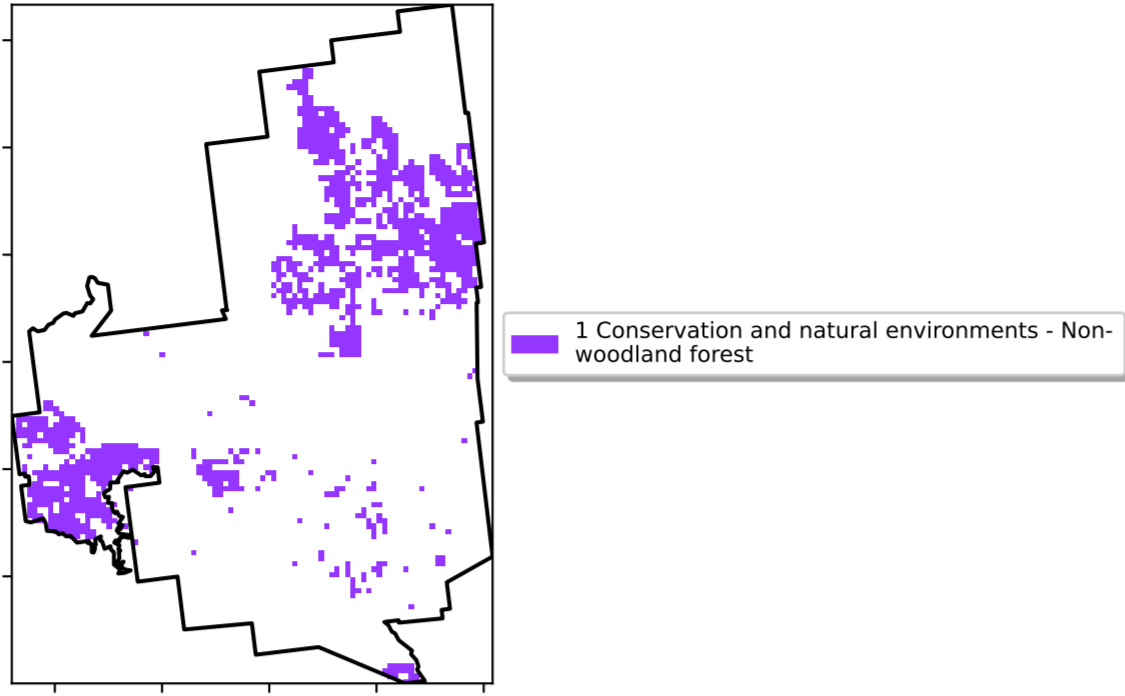 1 Conservation and natural environments - Non-
woodland forest